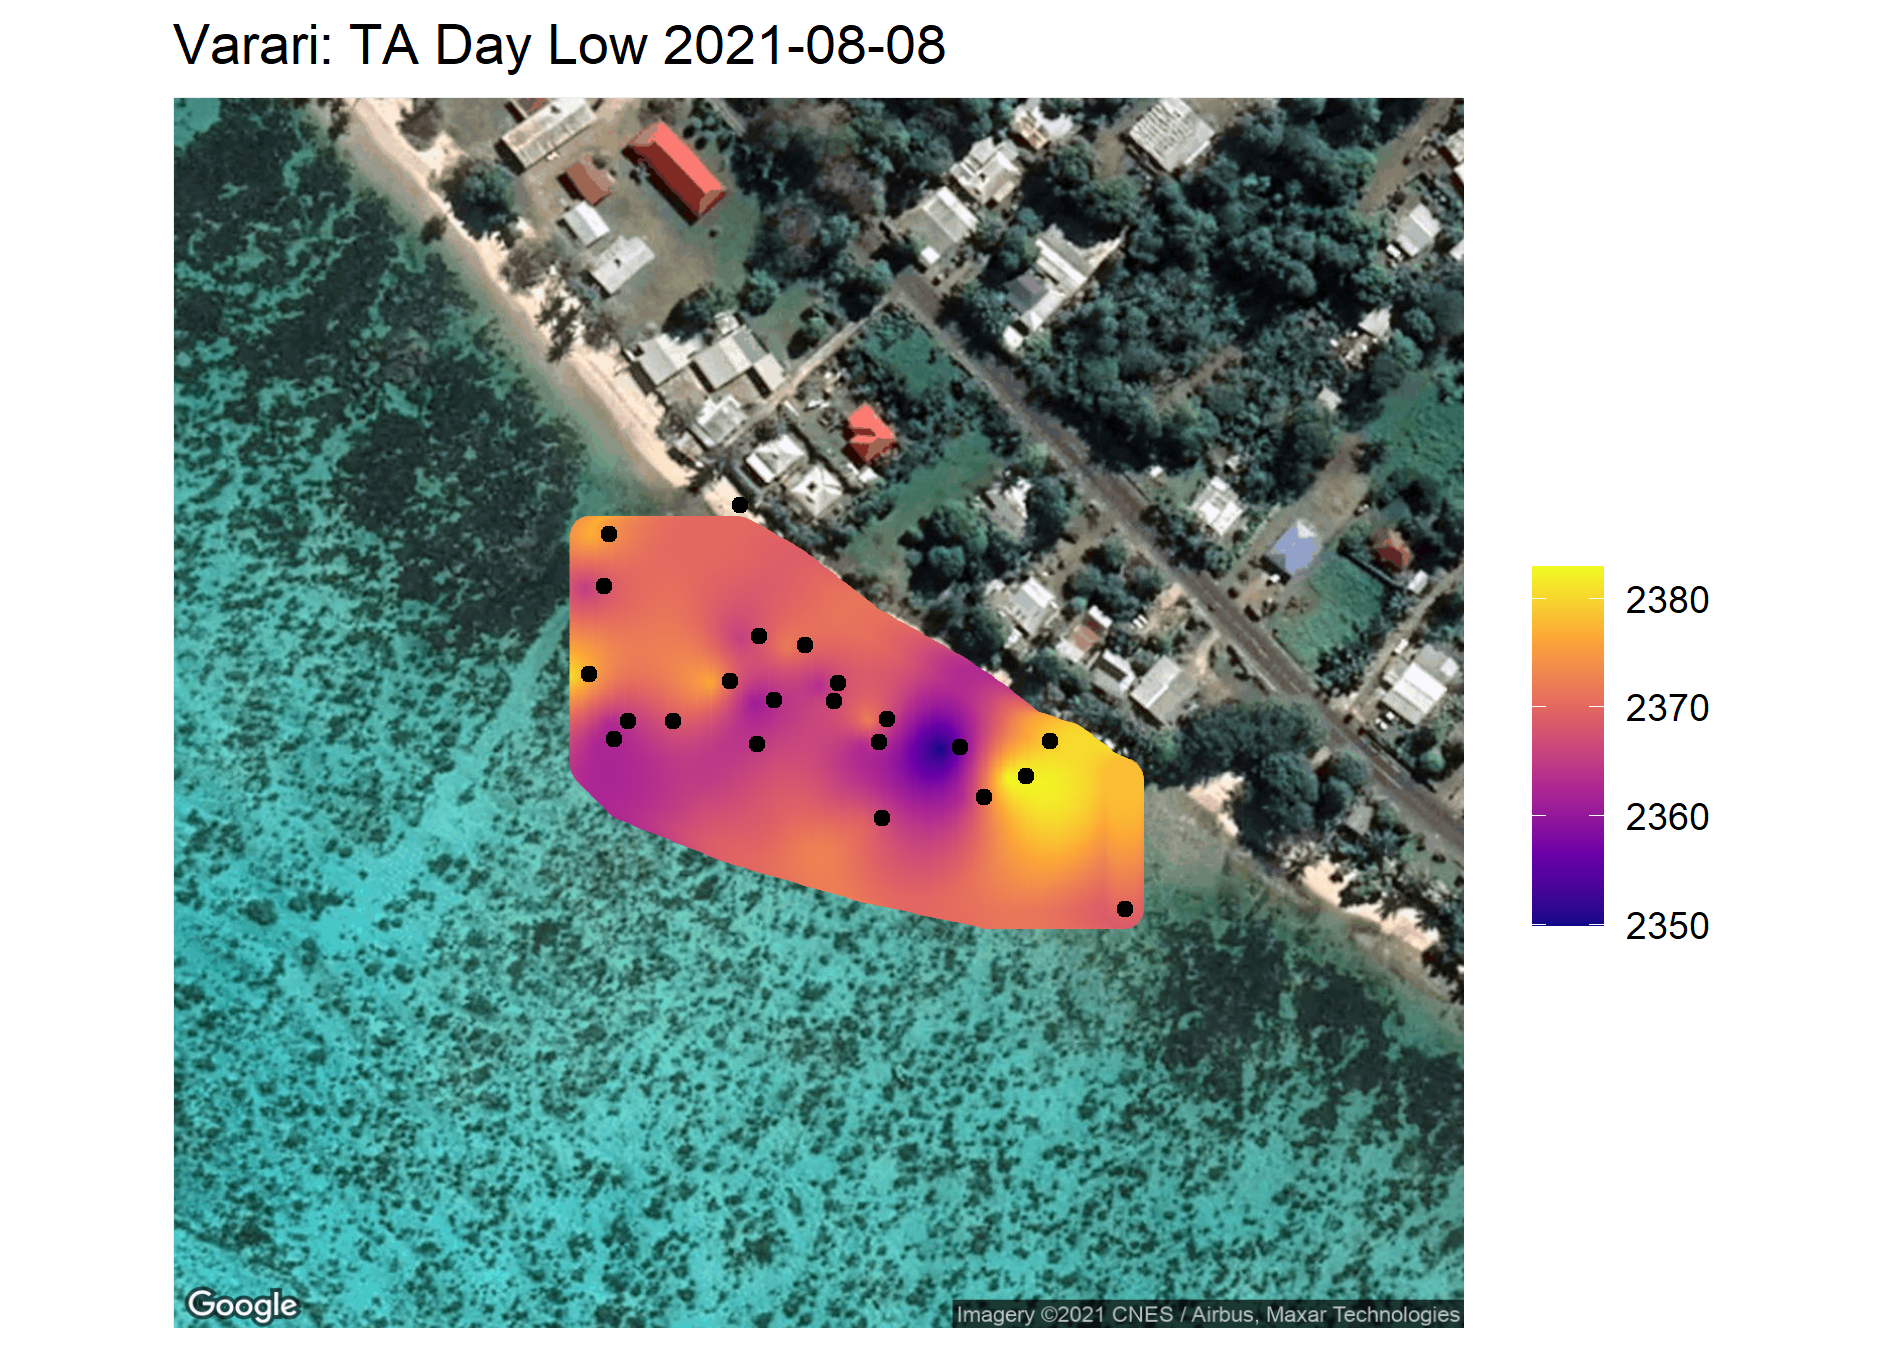 Varari: TA Day Low 2021-08-08
2380
2370
2360
2350
Google
Imagery ©2021 CNES / Airbus, Maxar Technologies